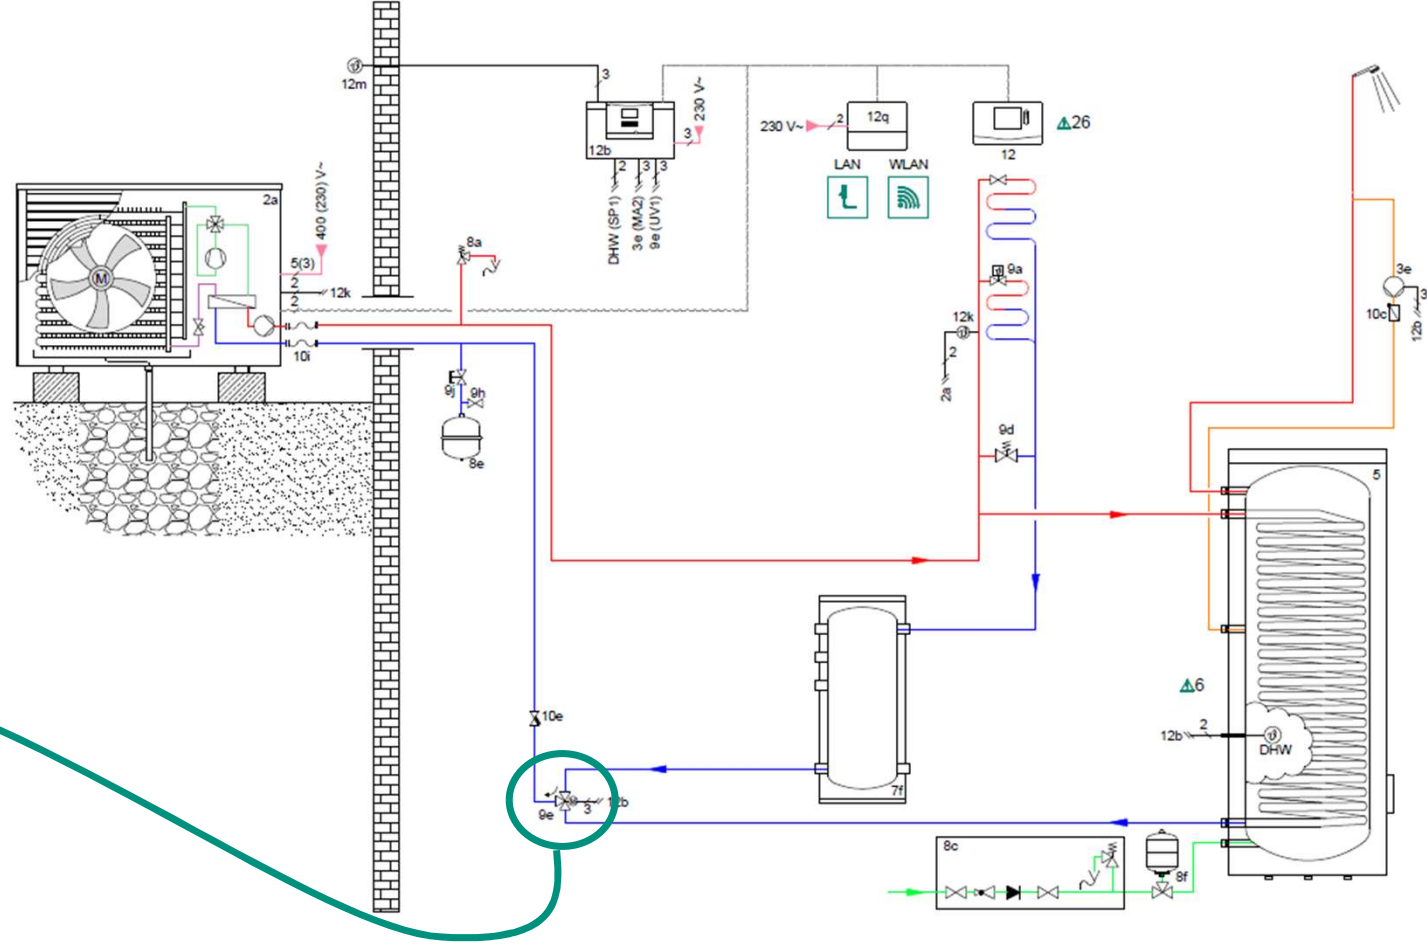 12m
3
12b
3
230 V~
2
3
3
DHW (SP1)
3e (MA2)
9e (UV1)
230 V~
2
12q
LAN
WLAN
12
26
2a
M
400 (230) V~
5(3)
2
12k
2
10i
8a
9j
9h
8e
9a
12k
2
2a
9d
3e
3
10c
12b
5
6
12b
2
DHW
10e
9e
3
12b
7f
8c
8f